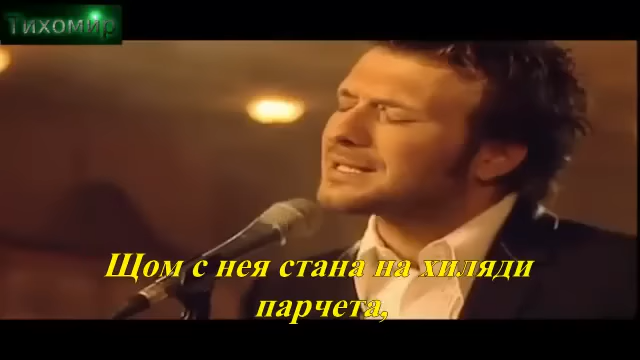 Тихомир
Щом с нея стана на хиляди
парчета,